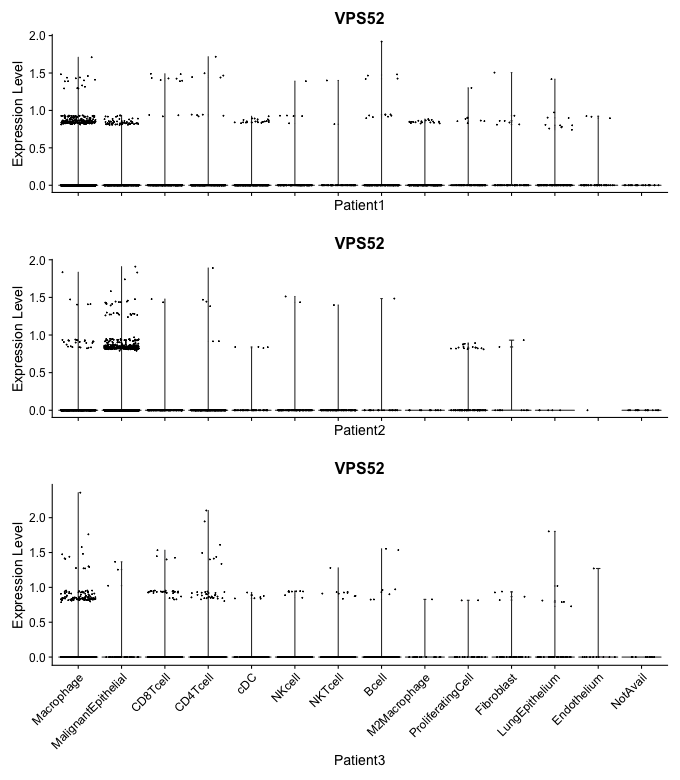 VPS52
Expression Level
2.0
1.5
1.0
0.5
0.0
Patient1
VPS52
Expression Level
2.0
1.5
1.0
0.5
0.0
Patient2
VPS52
Expression Level
2.0
1.5
1.0
0.5
0.0
Macrophage
MalignantEpithelial
CD8Tcell
CD4Tcell
cDC
NKcell
NKTcell
Bcell
M2Macrophage
ProliferatingCell
Fibroblast
LungEpithelium
Endothelium
NotAvail
Patient3